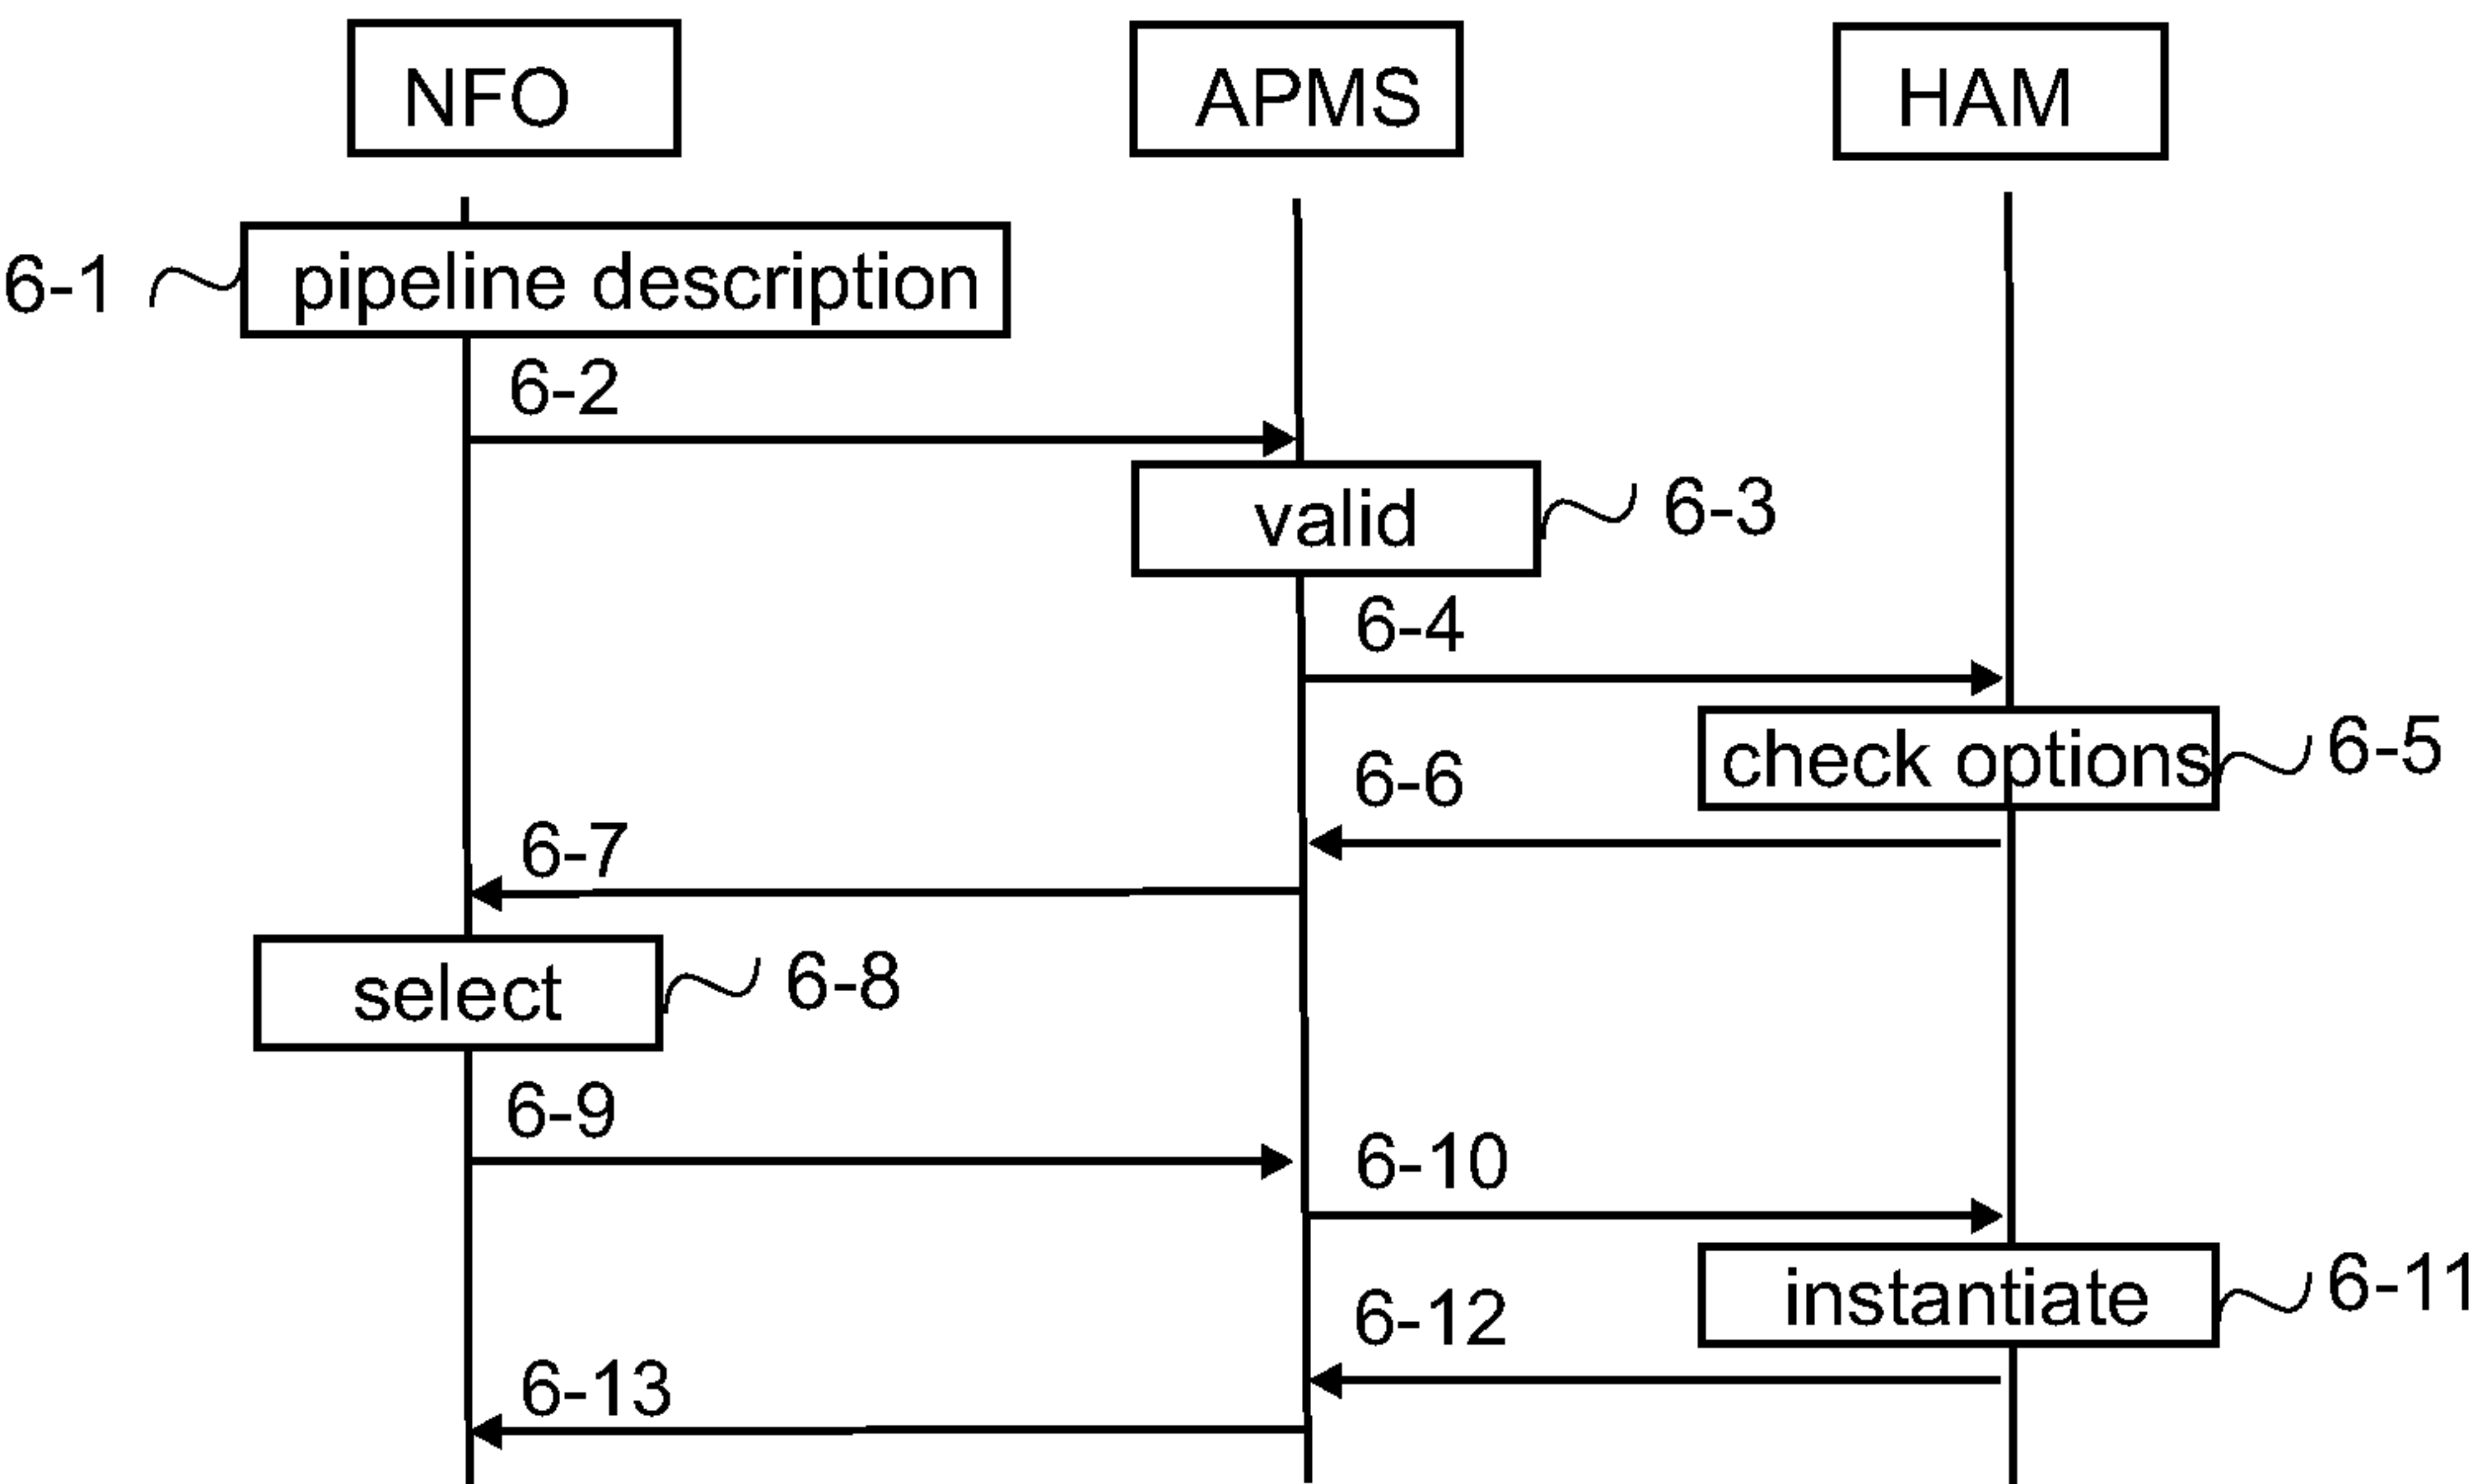 NFO
APMS
HAM
6-1
pipeline description
6-2
valid
6-3
6-4
check options
6-5
6-6
6-7
select
6-8
6-9
6-10
instantiate
6-11
6-12
6-13